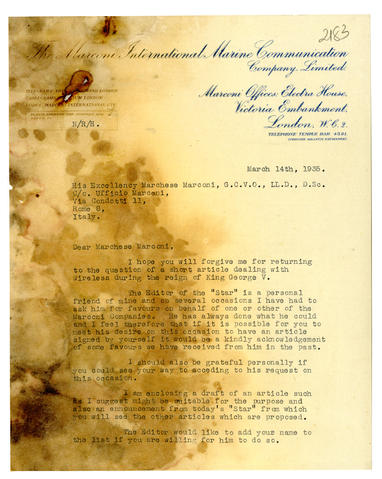 2183
The Marconi International Marine Communication
Company, Limited
Marconi Offices, Electra House,
Victoria Embankment,
London, W.C.2.
TELEPHONE TEMPLE BAR 4321.
March 14th, 1935.
His Excellency Marchese Marconi, G.C.V.O., LL.D., D.Sc.
C/o. Ufficio Marconi,
Via Condotti 11,
Rome 8,
Italy.
Dear Marchese Marconi,
I hope you will forgive me for returning
to the question of a short article dealing with
Wireless during the reign of King George V.
The Editor of the "Star" is a personal
friend of mine and on several occasions I have had to
ask him for favours on behalf of one or other of the
Marconi Companies. He has always done what he could
and I feel therefore that if it is possible for you to
meet his desire on this occasion to have an article
signed by yourself it would be a kindly acknowledgement
of some favours we have received from him in the past.
I should also be grateful personally if
you could see your way to acceding to his request on
this occasion.
I am enclosing a draft of an article such
as I suggest might be suitable for the purpose and
also an announcement from today's "Star" from which
you will see the other articles which are proposed.
The Editor would like to add your name to
the list if you are willing for him to do so.